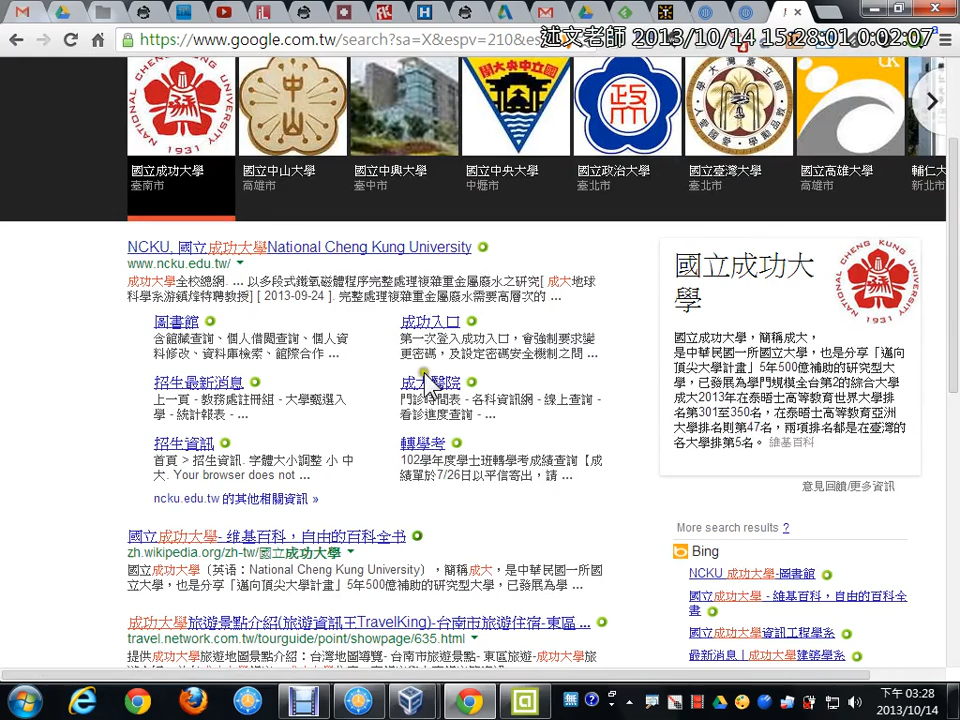 述文老師 2013/10/14 15:28:01,0:02:07
https://www.google.com.tw/search?sa=X&espv=210&es
國立成功大學
臺南市
國立中山大學
高雄市
國立中興大學
臺中市
國立中央大學
中壢市
國立政治大學
臺北市
國立臺灣大學
臺北市
國立高雄大學
高雄市
輔仁大
新北市
NCKU, 國立成功大學National Cheng Kung University
www.ncku.edu.tw/
成功大學全校總網. ... 以多段式鐵氧磁體程序完整處理複雜重金屬廢水之研究[ 成大地球
科學系游鎮烽特聘教授] [ 2013-09-24 ]. 完整處理複雜重金屬廢水需要高層次的 ...
圖書館
含館藏查詢、個人借閱查詢、個人資
料修改、資料庫檢索、館際合作 ...
成功入口
第一次登入成功入口，會強制要求變
更密碼，及設定密碼安全機制之問 ...
招生最新消息
上一頁 - 教務處註冊組 - 大學甄選入
學 - 統計報表 - ...
成大醫院
門診時間表 - 各科資訊網 - 線上查詢 -
看診進度查詢 - ...
招生資訊
首頁 > 招生資訊. 字體大小調整 小 中
大. Your browser does not ...
轉學考
102學年度學士班轉學考成績查詢【成
績單於7/26日以平信寄出，請 ...
ncku.edu.tw 的其他相關資訊 »
國立成功大學- 维基百科，自由的百科全书
zh.wikipedia.org/zh-tw/國立成功大學
國立成功大學（英语：National Cheng Kung University），簡稱成大，是中華民國一所國
立大學，也是分享「邁向頂尖大學計畫」5年500億補助的研究型大學，已發展為學 ...
成功大學旅遊景點介紹(旅遊資訊王TravelKing)-台南市旅遊住宿-東區 ...
travel.network.com.tw/tourguide/point/showpage/635.html
提供成功大學旅遊地圖景點介紹：台灣地圖導覽- 台南市旅遊景點- 東區旅遊-成功大學旅
國立成功大
學
國立成功大學，簡稱成大，
是中華民國一所國立大學，也是分享「邁向
頂尖大學計畫」5年500億補助的研究型大
學，已發展為學門規模全台第2的綜合大學
成大2013年在泰晤士高等教育世界大學排
名第301至350名，在泰晤士高等教育亞洲
大學排名則第47名，兩項排名都是在臺灣的
各大學排第5名。 維基百科
意見回饋/更多資訊
More search results ?
Bing
NCKU 成功大學-圖書館
國立成功大學 - 維基百科，自由的百科全
書
國立成功大學資訊工程學系
最新消息 | 成功大學建築學系
下午 03:28
2013/10/14